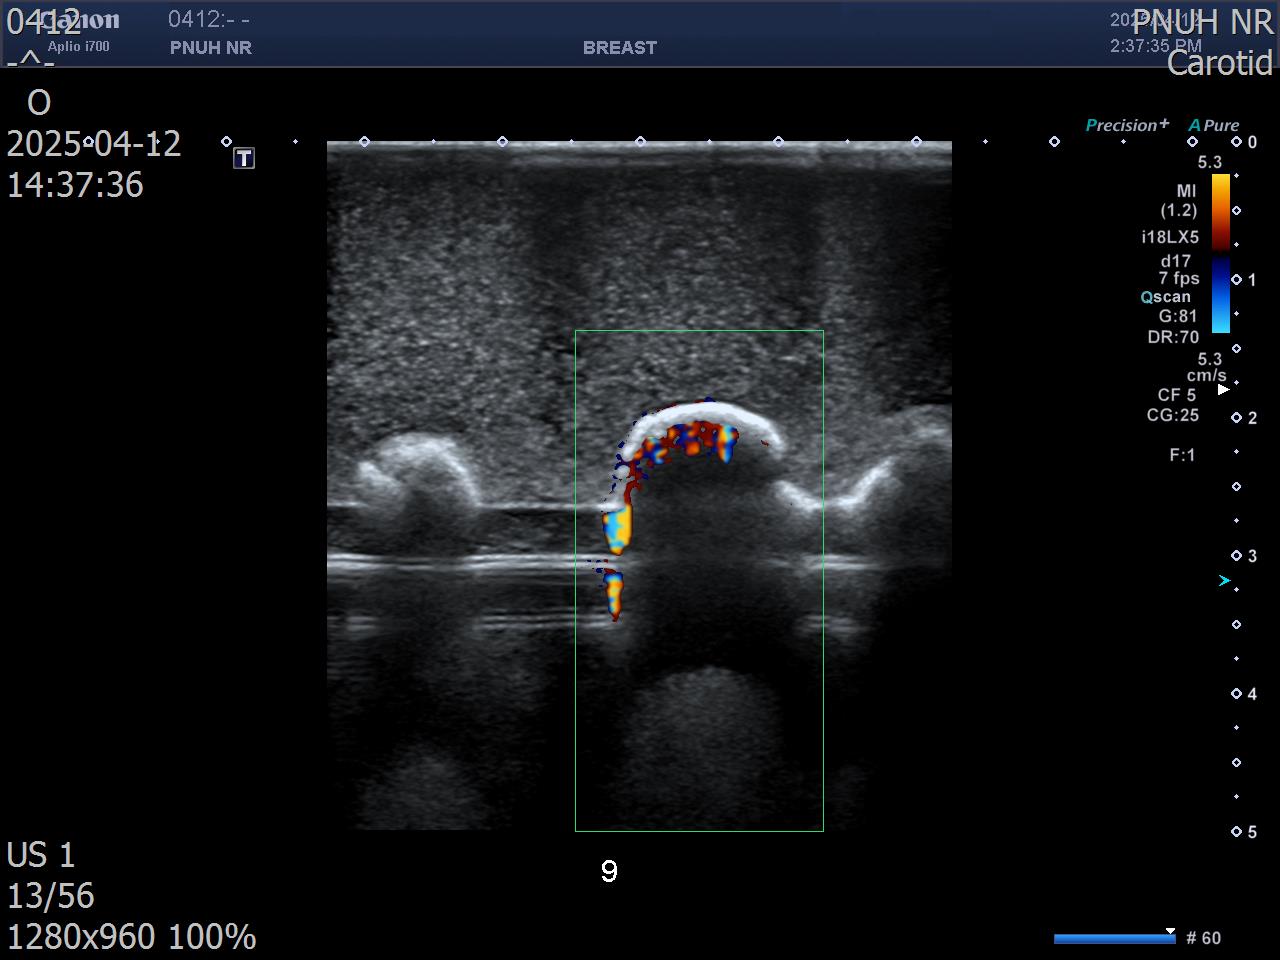 0412
Canon
0412:- -
PNUH NR
-^-
Aplio i700
PNUH NR
BREAST
2:37:35 PM
Carotid
O
2025-04-12
14:37:36
T
Precision+ A Pure
0
5.3
MI
(1.2)
i18LX5
d17
7 fps
1
Qscan
G:81
DR:70
5.3
cm/s
CF 5
2
CG:25
F:1
3
4
5
US 1
9
13/56
1280x960 100%
# 60